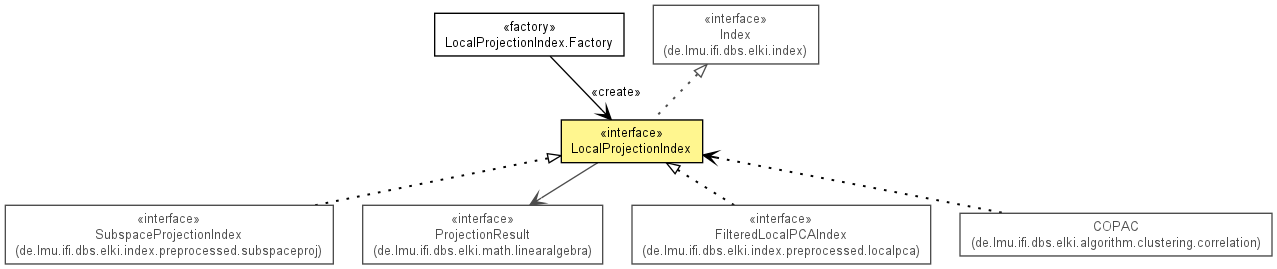 «factory»
LocalProjectionIndex.Factory
«interface»
Index
(de.lmu.ifi.dbs.elki.index)
«create»
«interface»
LocalProjectionIndex
«interface»
SubspaceProjectionIndex
(de.lmu.ifi.dbs.elki.index.preprocessed.subspaceproj)
«interface»
ProjectionResult
(de.lmu.ifi.dbs.elki.math.linearalgebra)
«interface»
FilteredLocalPCAIndex
(de.lmu.ifi.dbs.elki.index.preprocessed.localpca)
COPAC
(de.lmu.ifi.dbs.elki.algorithm.clustering.correlation)